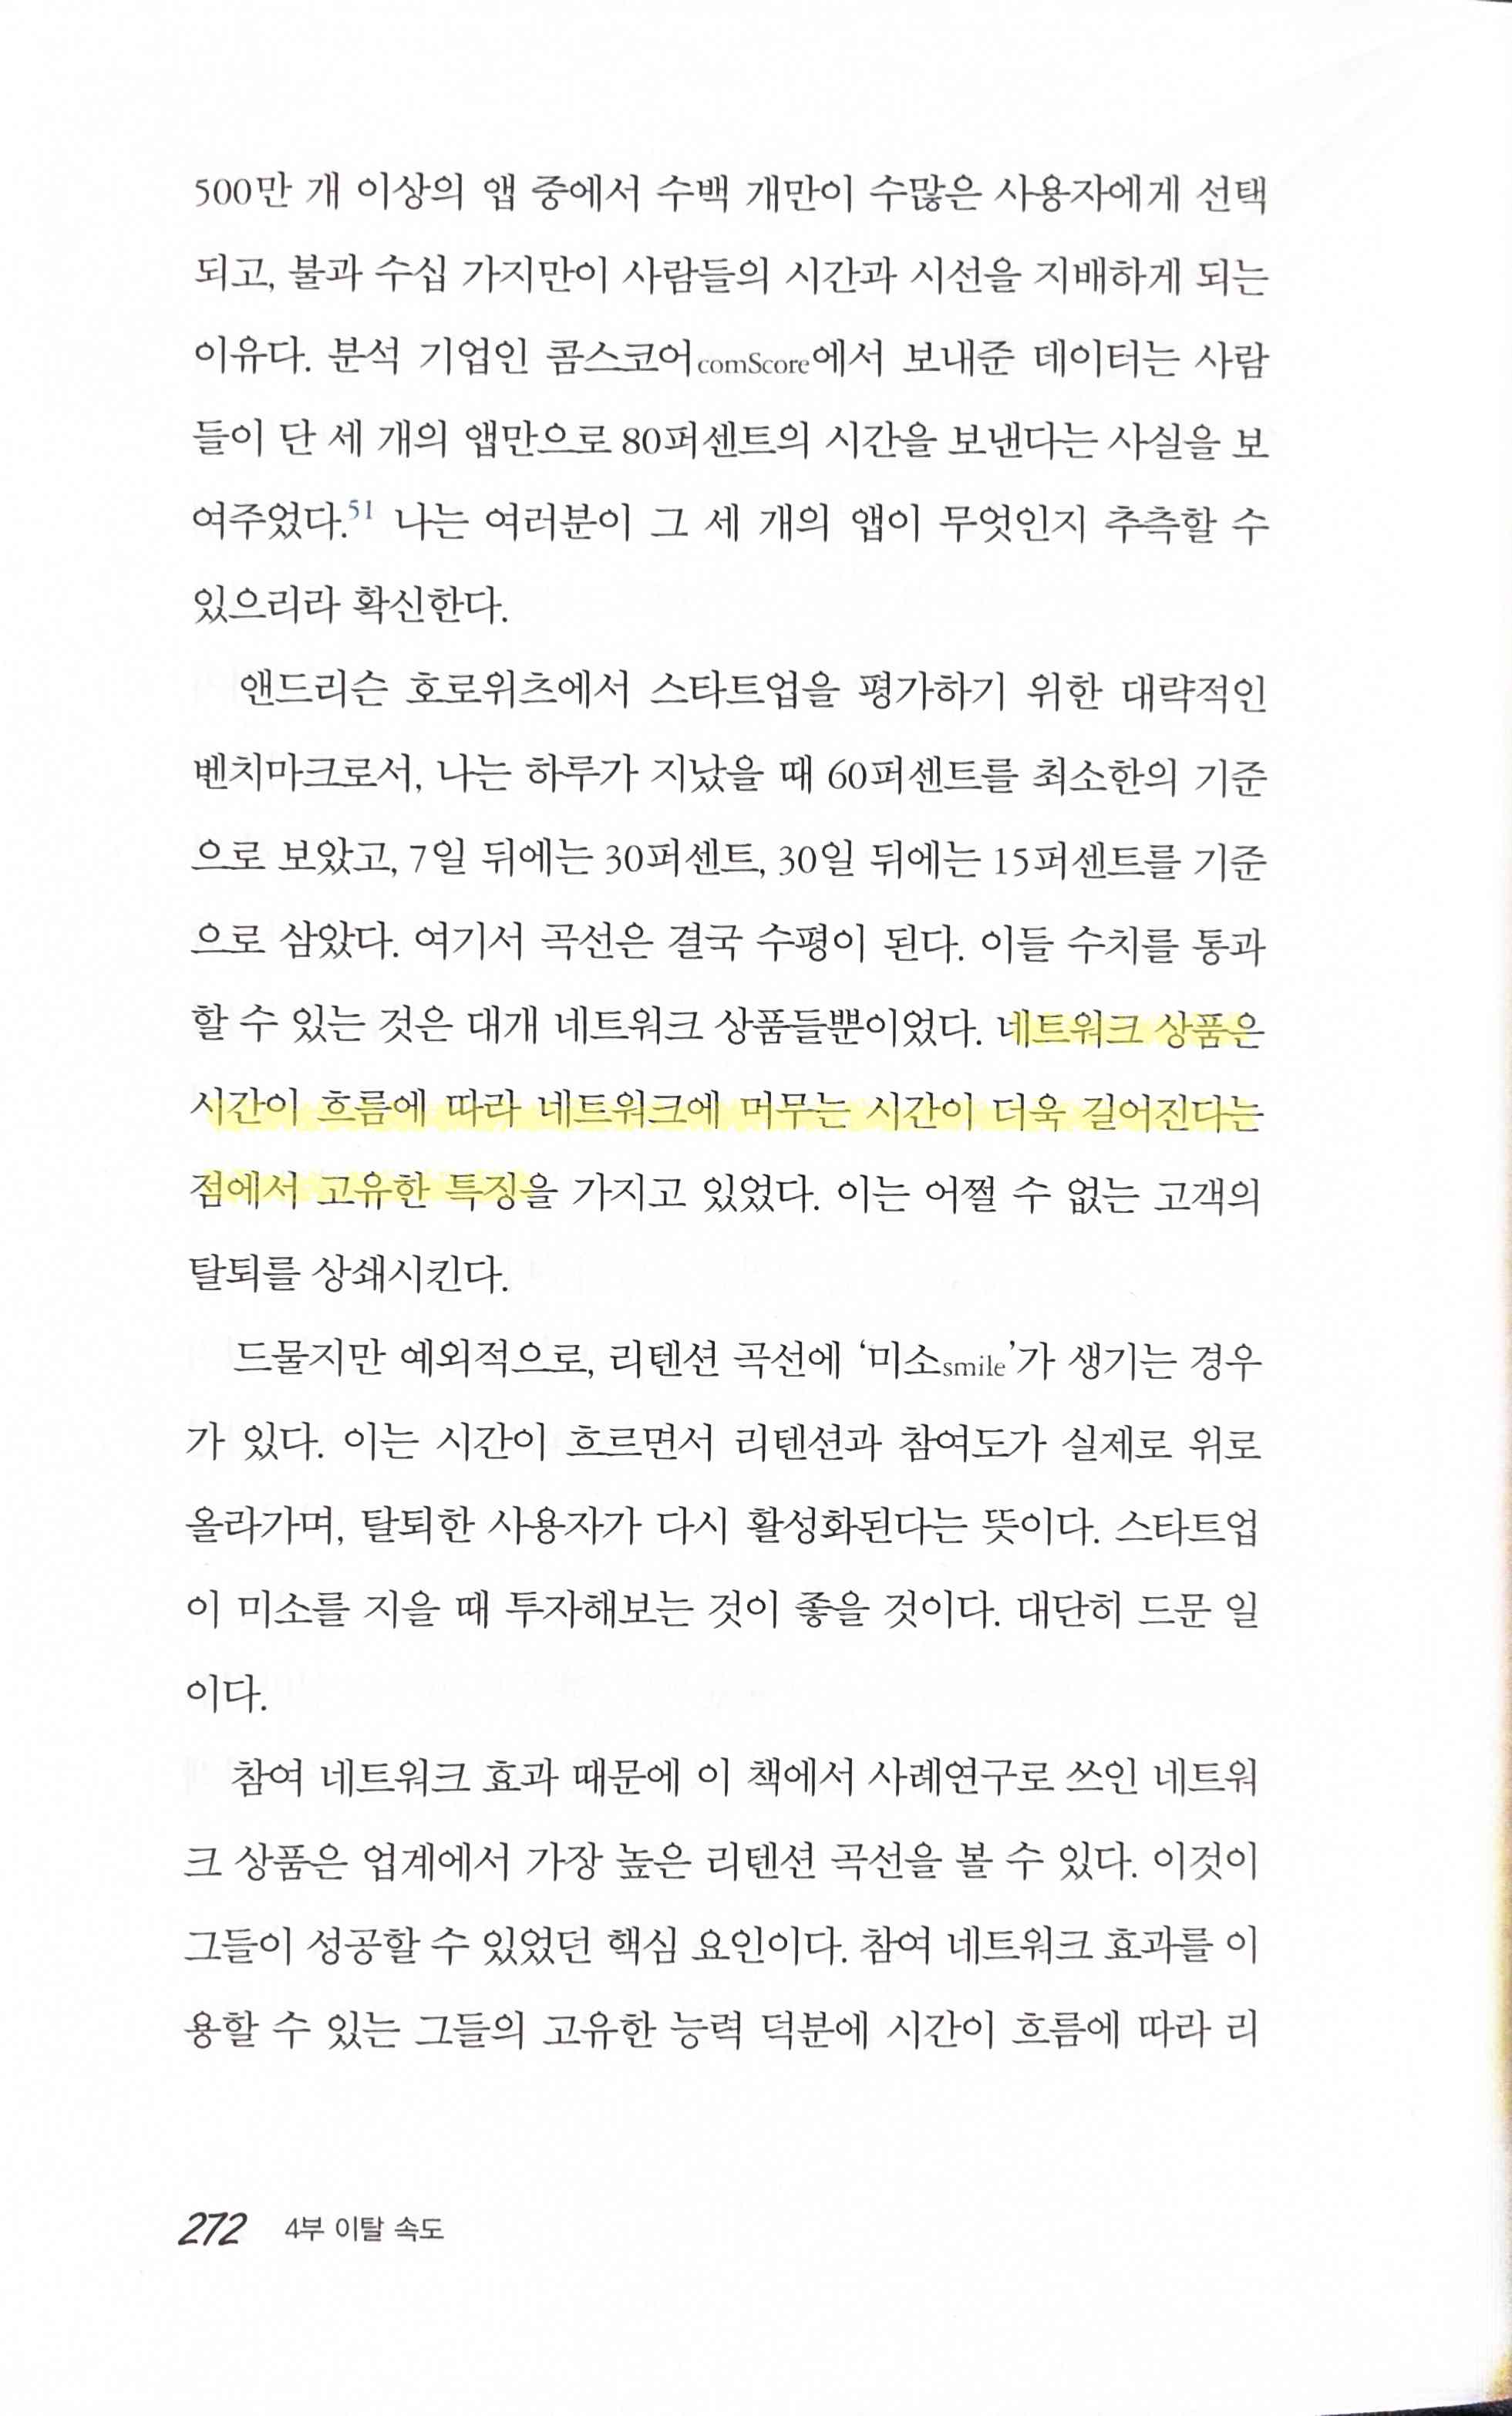 500만 개 이상의 앱 중에서 수백 개만이 수많은 사용자에게 선택
되고, 불과 수십 가지만이 사람들의 시간과 시선을 지배하게 되는
이유다. 분석 기업인 콤스코어comScore에서 보내준 데이터는 사람
들이 단 세 개의 앱만으로 80퍼센트의 시간을 보낸다는 사실을 보
여주었다.51 나는 여러분이 그 세 개의 앱이 무엇인지 추측할 수
있으리라 확신한다.
앤드리슨 호로위츠에서 스타트업을 평가하기 위한 대략적인
벤치마크로서, 나는 하루가 지났을 때 60퍼센트를 최소한의 기준
으로 보았고, 7일 뒤에는 30퍼센트, 30일 뒤에는 15퍼센트를 기준
으로 삼았다. 여기서 곡선은 결국 수평이 된다. 이들 수치를 통과
할 수 있는 것은 대개 네트워크 상품들뿐이었다. 네트워크 상품은
시간이 흐름에 따라 네트워크에 머무는 시간이 더욱 길어진다는
점에서 고유한 특징을 가지고 있었다. 이는 어쩔 수 없는 고객의
탈퇴를 상쇄시킨다.
드물지만 예외적으로, 리텐션 곡선에 ‘미소smile’가 생기는 경우
가 있다. 이는 시간이 흐르면서 리텐션과 참여도가 실제로 위로
올라가며, 탈퇴한 사용자가 다시 활성화된다는 뜻이다. 스타트업
이 미소를 지을 때 투자해보는 것이 좋을 것이다. 대단히 드문 일
이다.
참여 네트워크 효과 때문에 이 책에서 사례연구로 쓰인 네트워
크 상품은 업계에서 가장 높은 리텐션 곡선을 볼 수 있다. 이것이
그들이 성공할 수 있었던 핵심 요인이다. 참여 네트워크 효과를 이
용할 수 있는 그들의 고유한 능력 덕분에 시간이 흐름에 따라 리
272 4부 이탈 속도